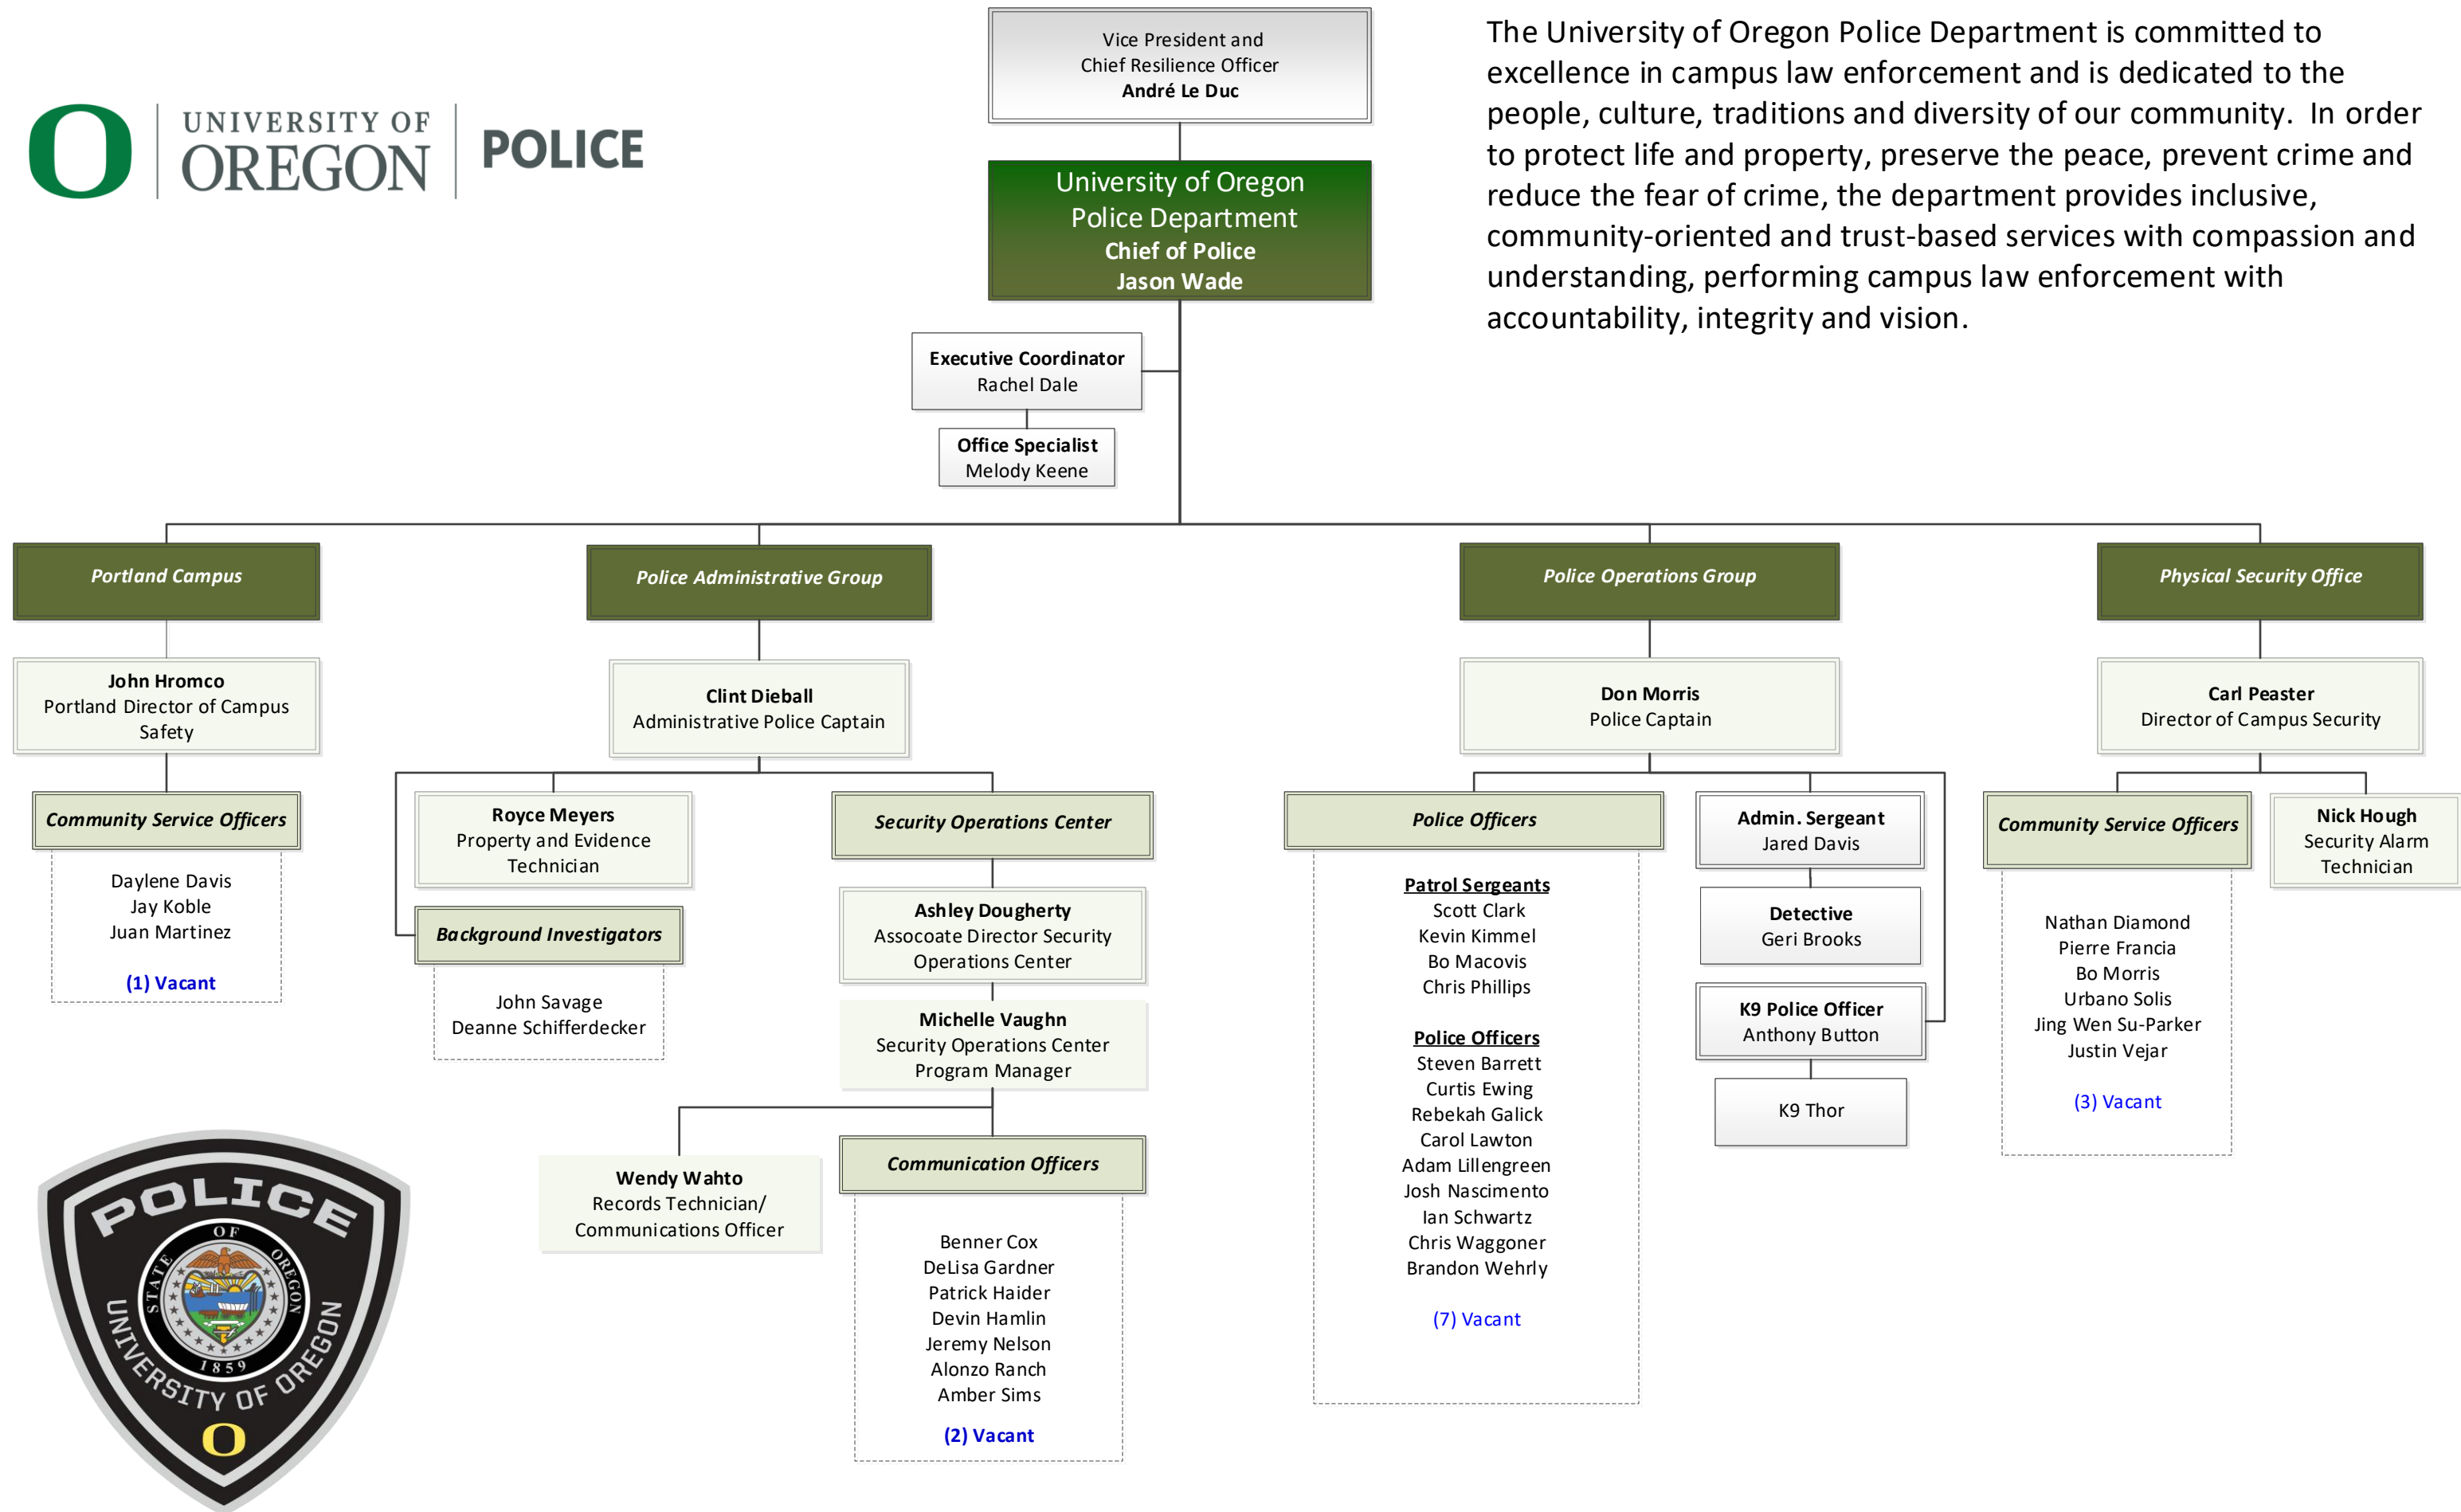 UNIVERSITY OF
OREGON
POLICE
Vice President and
Chief Resilience Officer
André Le Duc
University of Oregon
Police Department
Chief of Police
Jason Wade
The University of Oregon Police Department is committed to
excellence in campus law enforcement and is dedicated to the
people, culture, traditions and diversity of our community.  In order
to protect life and property, preserve the peace, prevent crime and
reduce the fear of crime, the department provides inclusive,
community-oriented and trust-based services with compassion and
understanding, performing campus law enforcement with
accountability, integrity and vision.
Executive Coordinator
Rachel Dale
Office Specialist
Melody Keene
Portland Campus
John Hromco
Portland Director of Campus
Safety
Community Service Officers
Daylene Davis
Jay Koble
Juan Martinez
(1) Vacant
Police Administrative Group
Clint Dieball
Administrative Police Captain
Royce Meyers
Property and Evidence
Technician
Background Investigators
John Savage
Deanne Schifferdecker
Security Operations Center
Ashley Dougherty
Assocoate Director Security
Operations Center
Michelle Vaughn
Security Operations Center
Program Manager
Wendy Wahto
Records Technician/
Communications Officer
Communication Officers
Benner Cox
DeLisa Gardner
Patrick Haider
Devin Hamlin
Jeremy Nelson
Alonzo Ranch
Amber Sims
(2) Vacant
Police Operations Group
Don Morris
Police Captain
Police Officers
Patrol Sergeants
Scott Clark
Kevin Kimmel
Bo Macovis
Chris Phillips
Police Officers
Steven Barrett
Curtis Ewing
Rebekah Galick
Carol Lawton
Adam Lillengreen
Josh Nascimento
Ian Schwartz
Chris Waggoner
Brandon Wehrly
(7) Vacant
Admin. Sergeant
Jared Davis
Detective
Geri Brooks
K9 Police Officer
Anthony Button
K9 Thor
Physical Security Office
Carl Peaster
Director of Campus Security
Community Service Officers
Nathan Diamond
Pierre Francia
Bo Morris
Urbano Solis
Jing Wen Su-Parker
Justin Vejar
(3) Vacant
Nick Hough
Security Alarm
Technician
POLICE
STATE OF OREGON
1859
UNIVERSITY OF OREGON
O